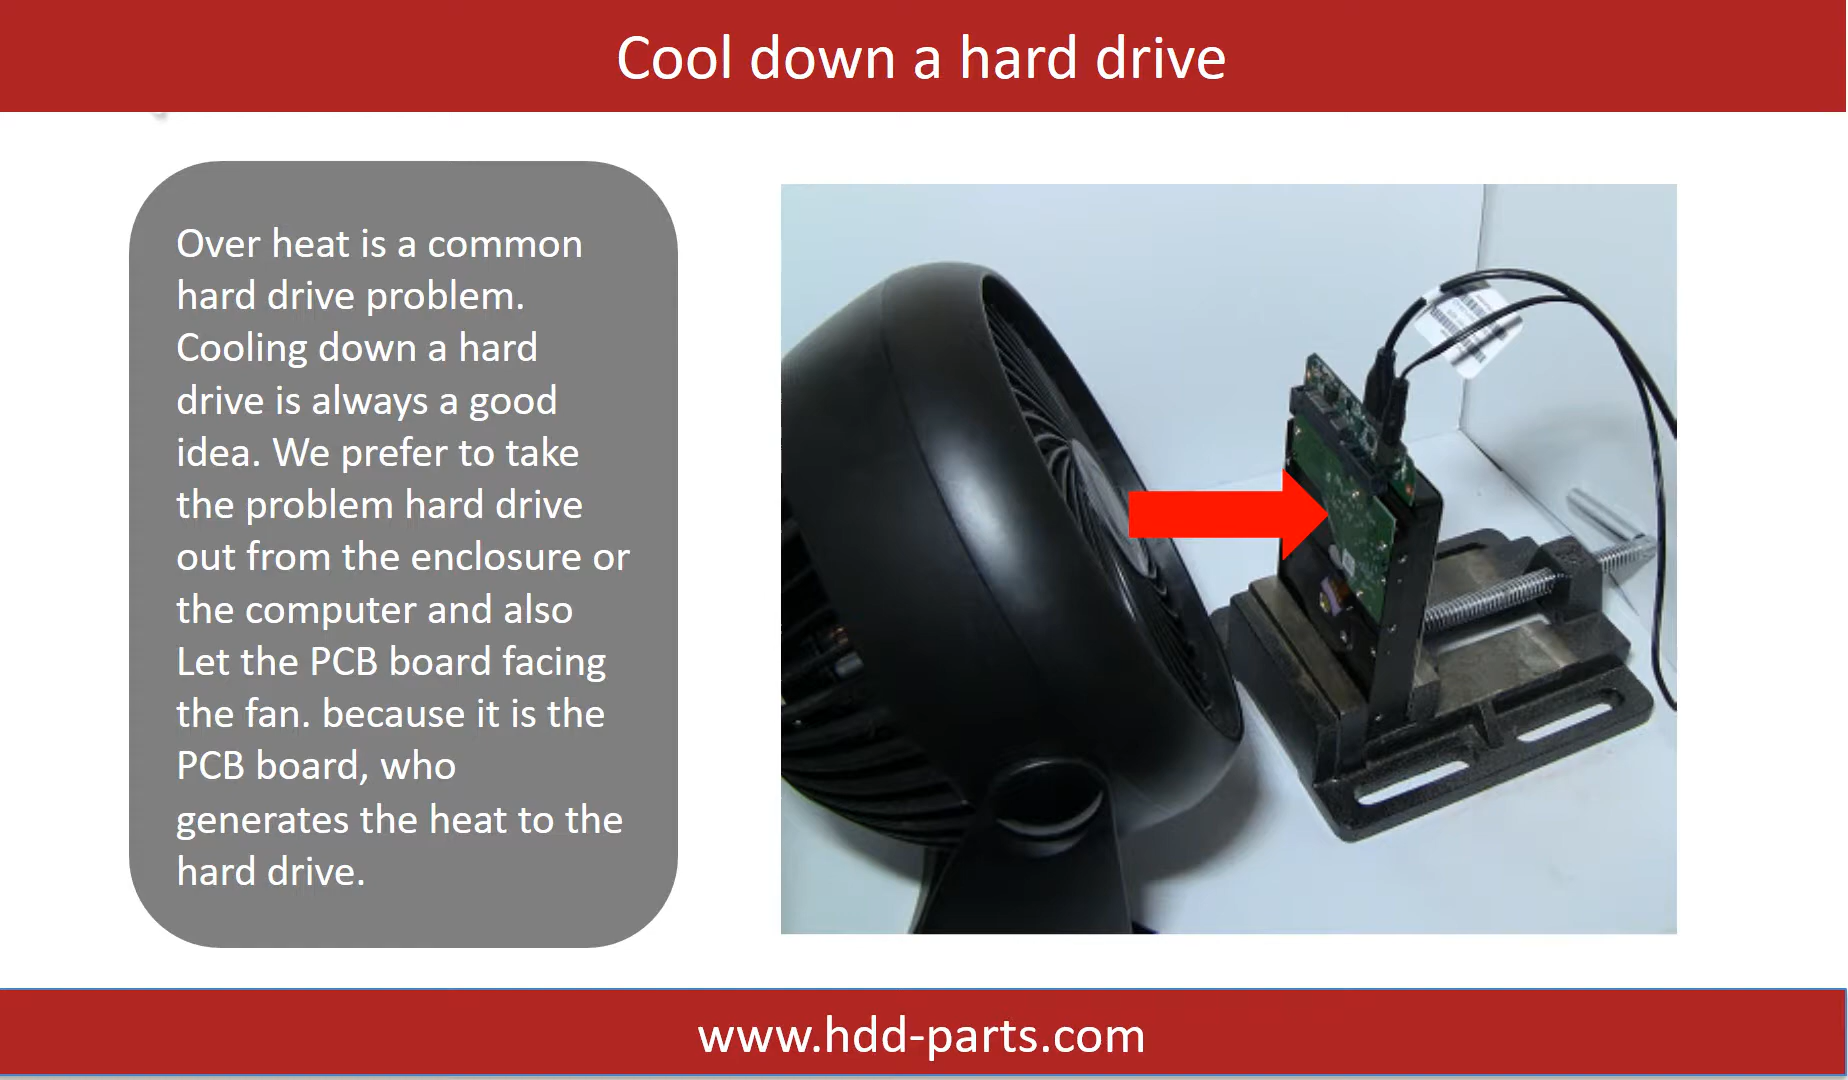 Cool down a hard drive
Over heat is a common
hard drive problem.
Cooling down a hard
drive is always a good
idea. We prefer to take
the problem hard drive
out from the enclosure or
the computer and also
Let the PCB board facing
the fan. because it is the
PCB board, who
generates the heat to the
hard drive.
www.hdd-parts.com